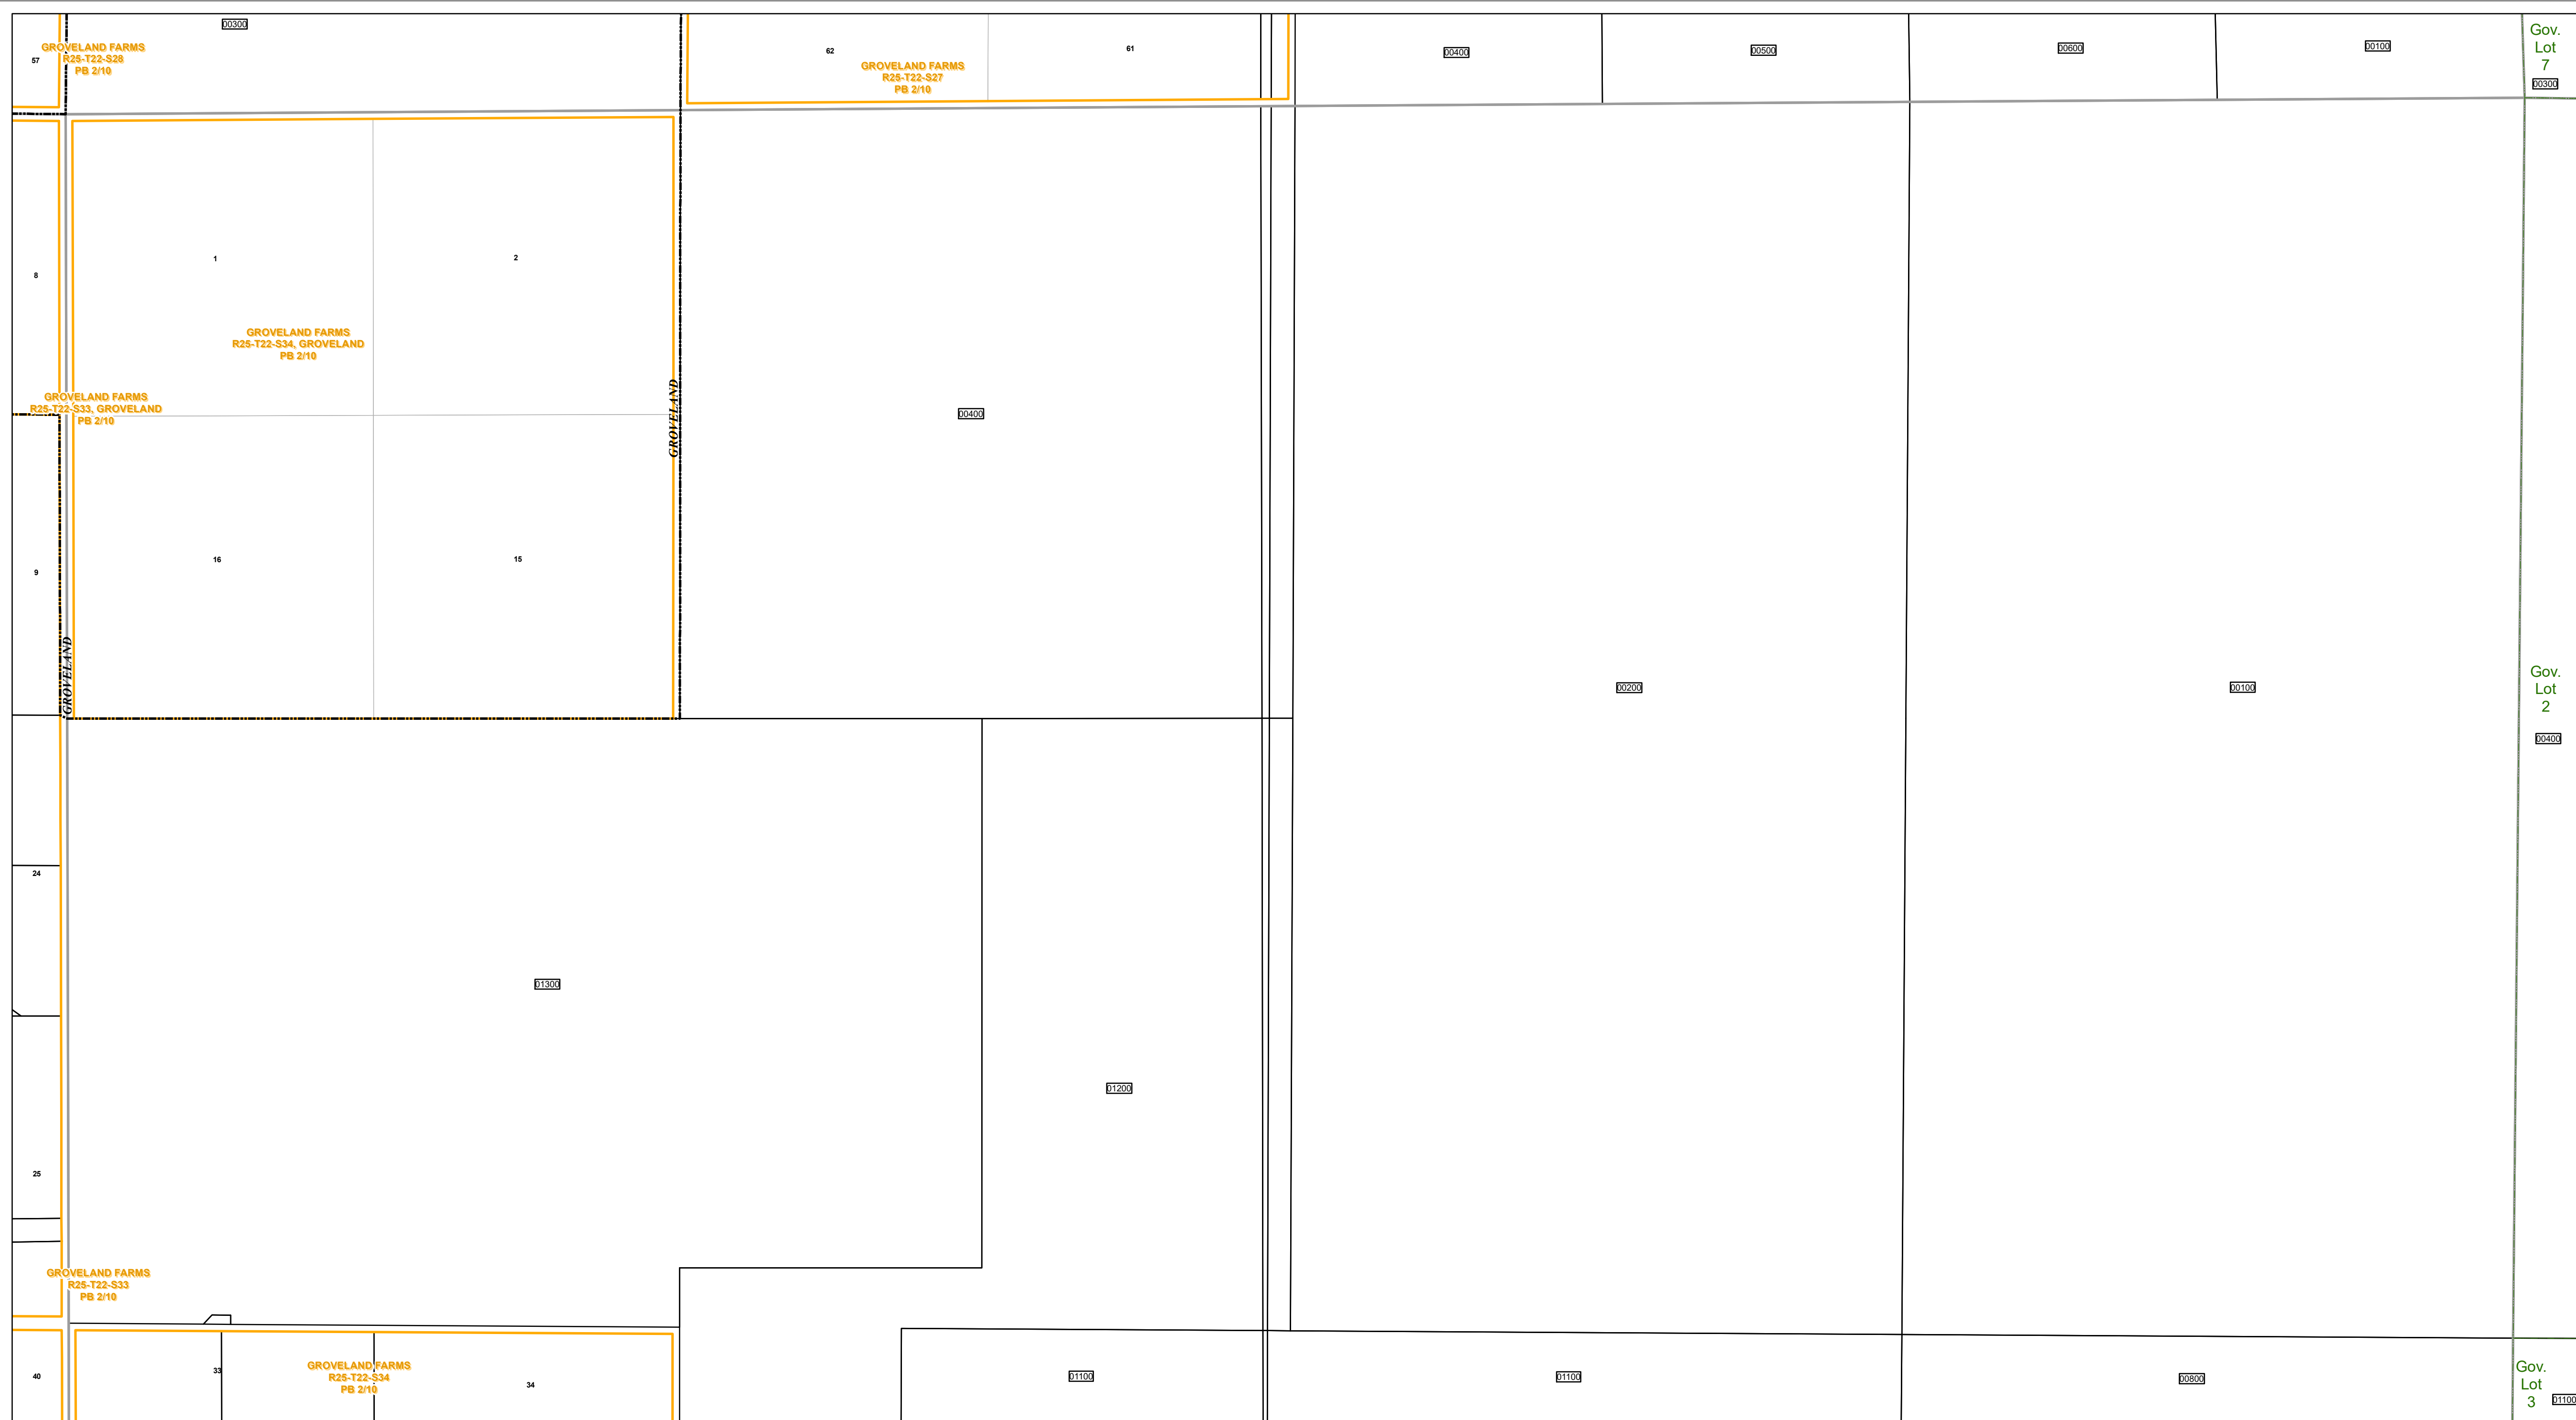 00300
GROVELAND FARMS
R25-T22-S28
PB 2/10
57
62
61
GROVELAND FARMS
R25-T22-S27
PB 2/10
00400
00500
00600
00100
Gov.
Lot
7
00300
1
2
8
GROVELAND FARMS
R25-T22-S34, GROVELAND
PB 2/10
GROVELAND FARMS
R25-T22-S33, GROVELAND
PB 2/10
GROVELAND
00400
16
15
9
GROVELAND
00200
00100
Gov.
Lot
2
00400
24
01300
01200
25
GROVELAND FARMS
R25-T22-S33
PB 2/10
40
33
GROVELAND FARMS
R25-T22-S34
PB 2/10
34
01100
01100
00800
Gov.
Lot
3
01100